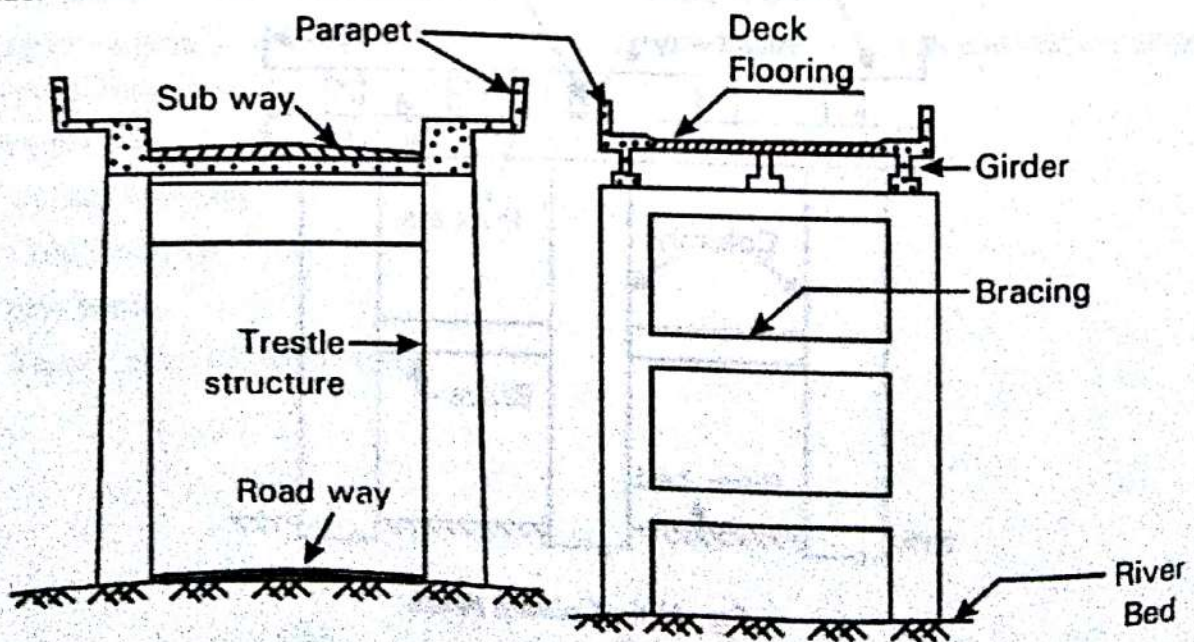 Parapet
Deck
Flooring
Sub way
Girder
Bracing
Trestle
structure
Road way
River
Bed